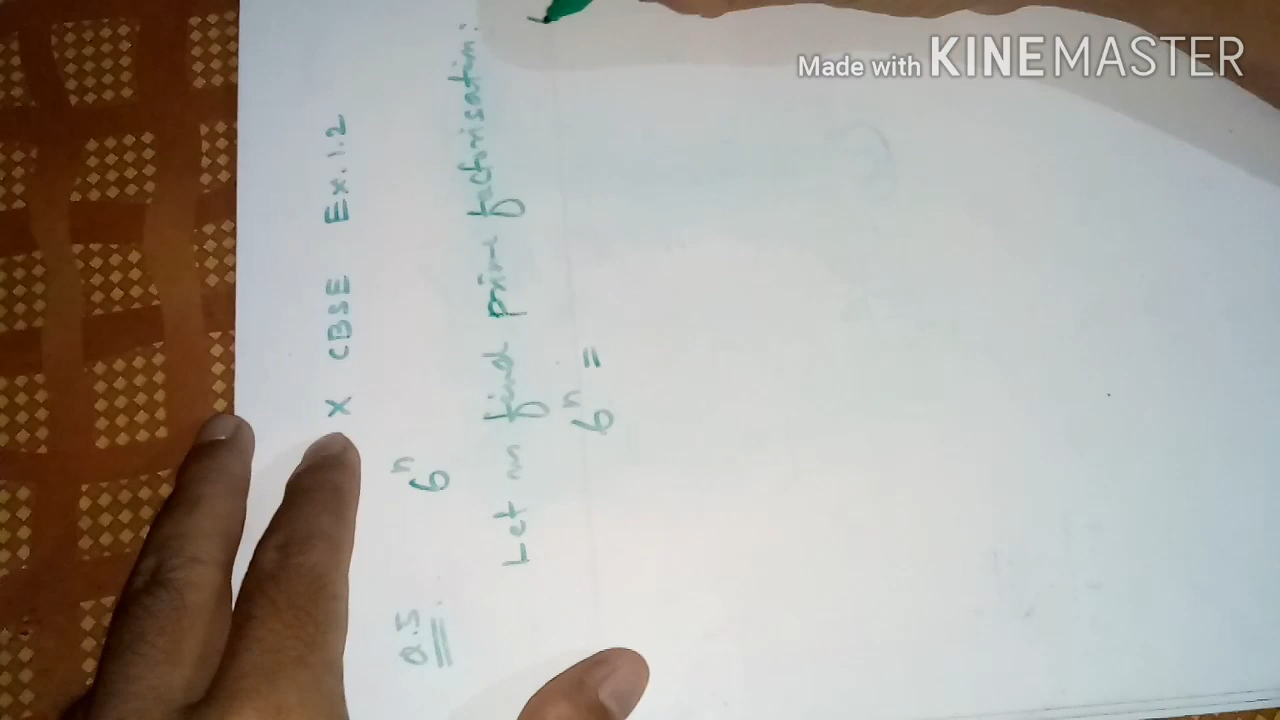 Made with KINEMASTER
X CBSE Ex. 1.2
Q.5. 6ⁿ
Let us find prime factorisation:
6ⁿ =